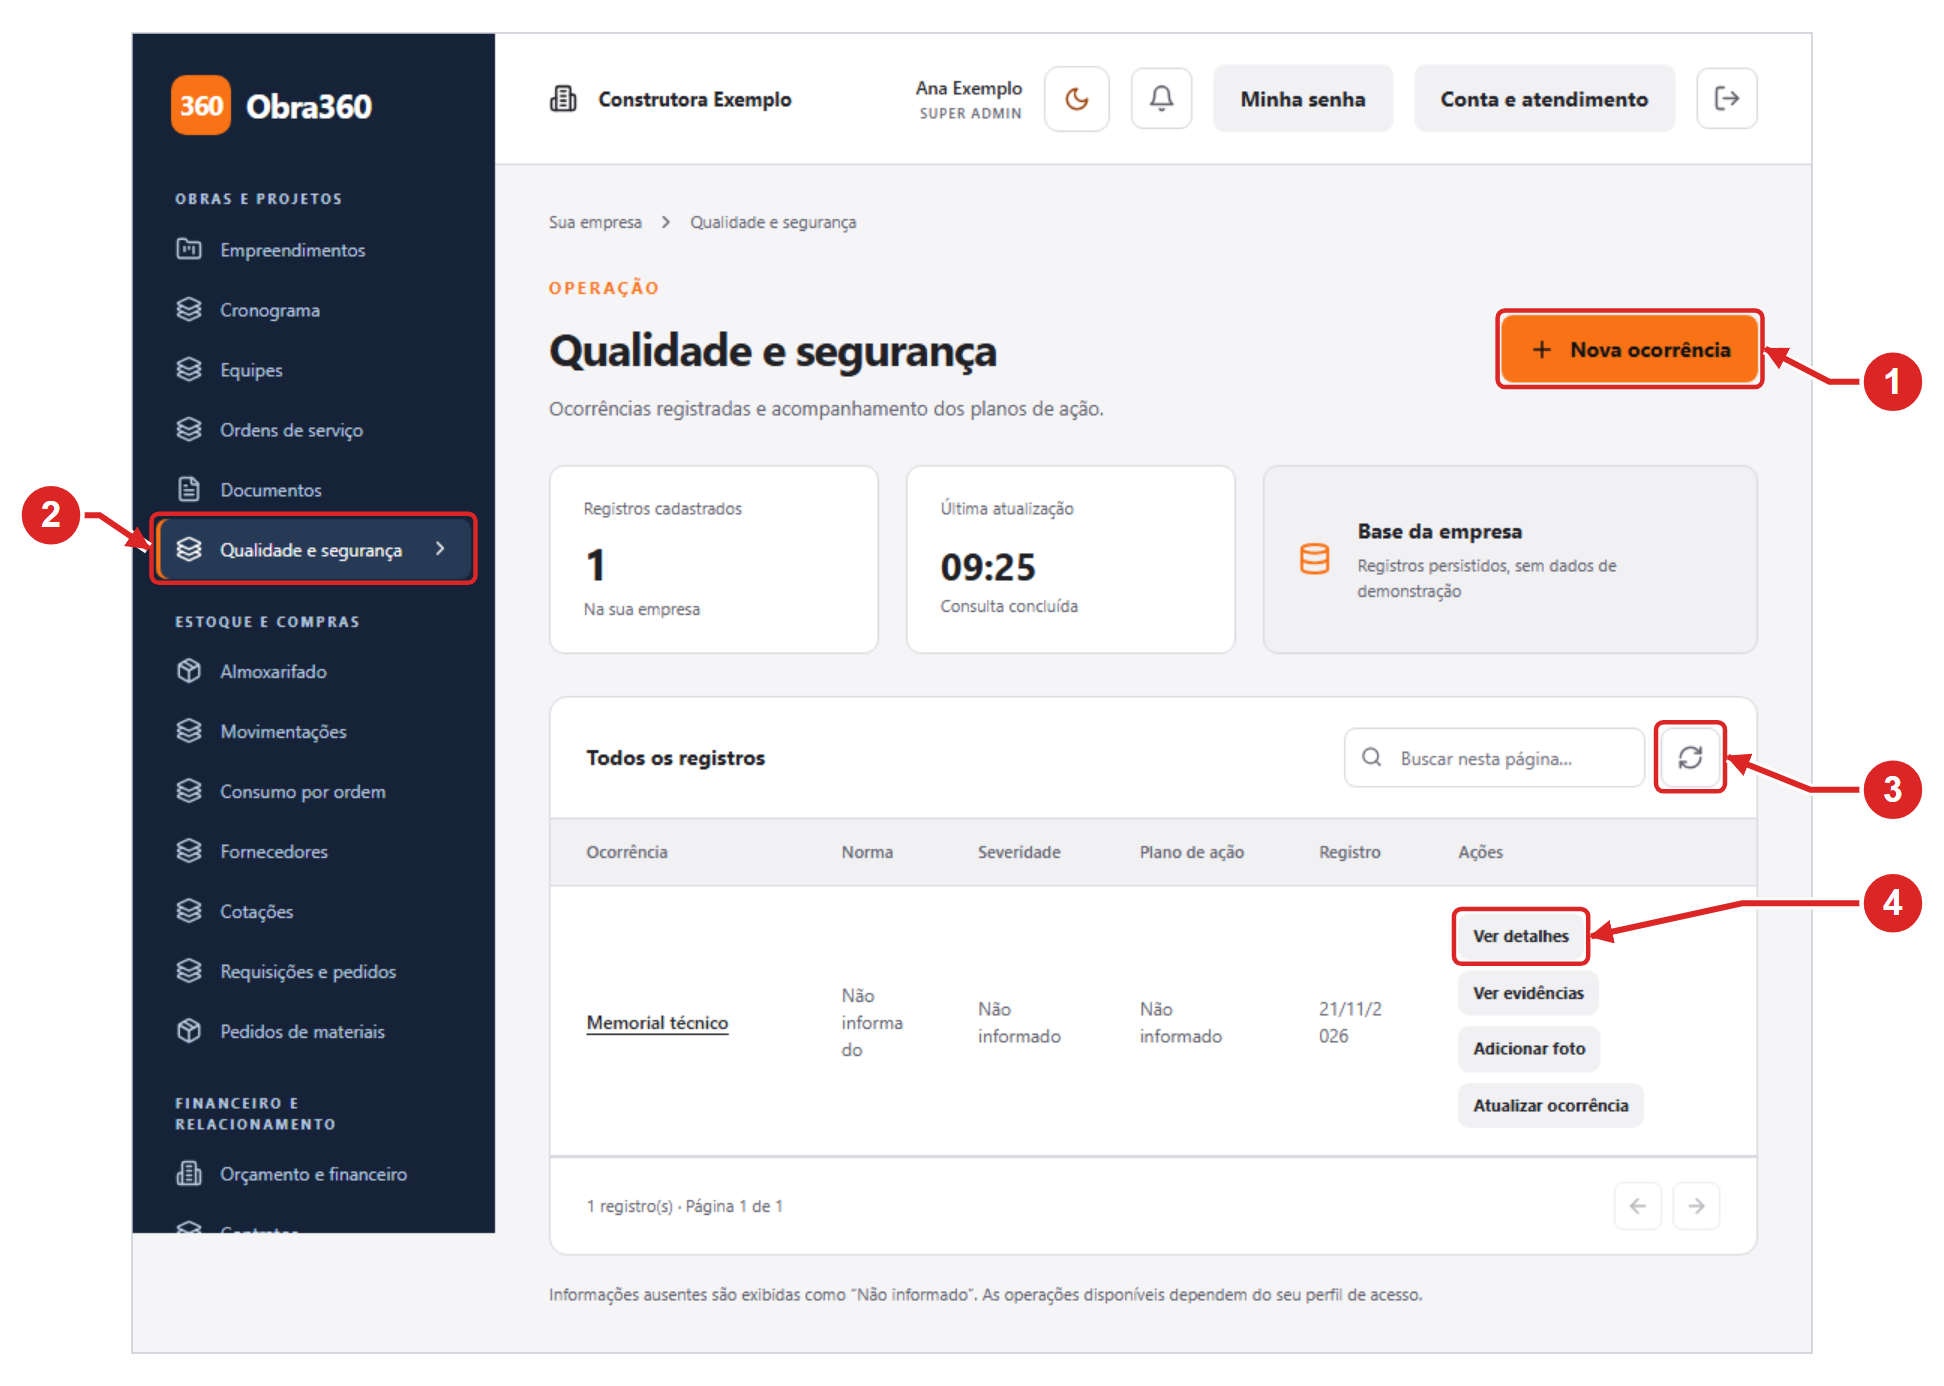 360 Obra360
OBRAS E PROJETOS
Empreendimentos
Cronograma
Equipes
Ordens de serviço
Documentos
2
Qualidade e segurança
ESTOQUE E COMPRAS
Almoxarifado
Movimentações
Consumo por ordem
Fornecedores
Cotações
Requisições e pedidos
Pedidos de materiais
FINANCEIRO E
RELACIONAMENTO
Orçamento e financeiro
Construtora Exemplo
Ana Exemplo
SUPER ADMIN
Minha senha
Conta e atendimento
Sua empresa > Qualidade e segurança
OPERAÇÃO
Qualidade e segurança
Ocorrências registradas e acompanhamento dos planos de ação.
+ Nova ocorrência
1
Registros cadastrados
1
Na sua empresa
Última atualização
09:25
Consulta concluída
Base da empresa
Registros persistidos, sem dados de
demonstração
Todos os registros
Buscar nesta página...
3
Ocorrência Norma Severidade Plano de ação Registro Ações
Memorial técnico
Não
informa
do
Não
informado
Não
informado
21/11/2
026
Ver detalhes
4
Ver evidências
Adicionar foto
Atualizar ocorrência
1 registro(s) · Página 1 de 1
Informações ausentes são exibidas como "Não informado". As operações disponíveis dependem do seu perfil de acesso.